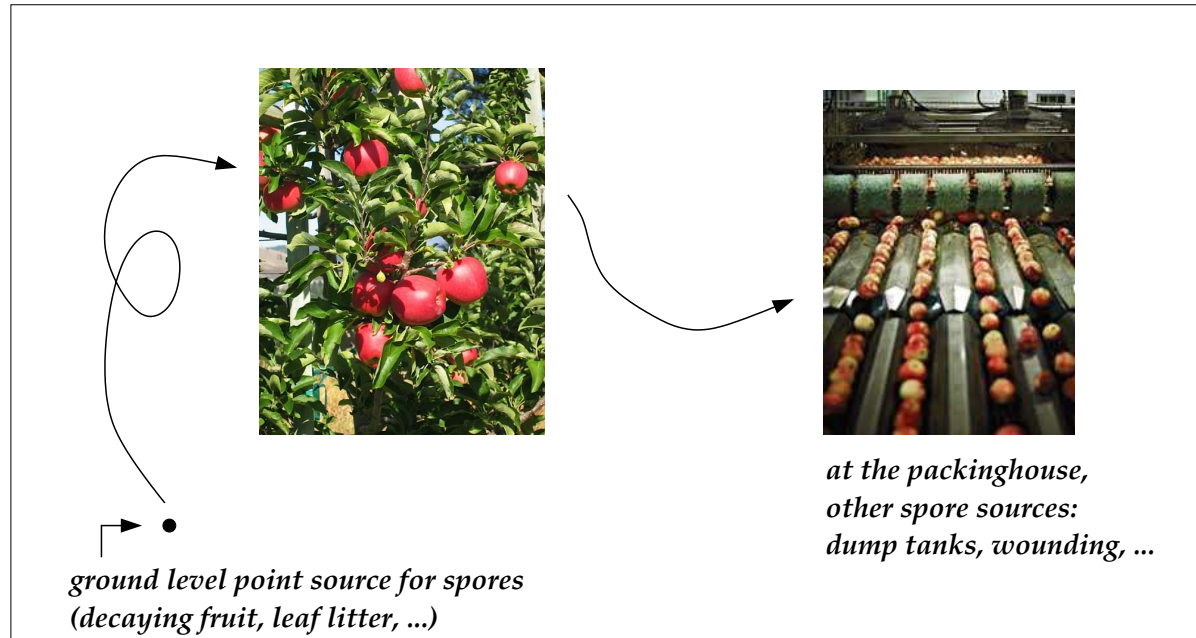 ground level point source for spores
(decaying fruit, leaf litter, ...)
at the packinghouse,
other spore sources:
dump tanks, wounding, ...